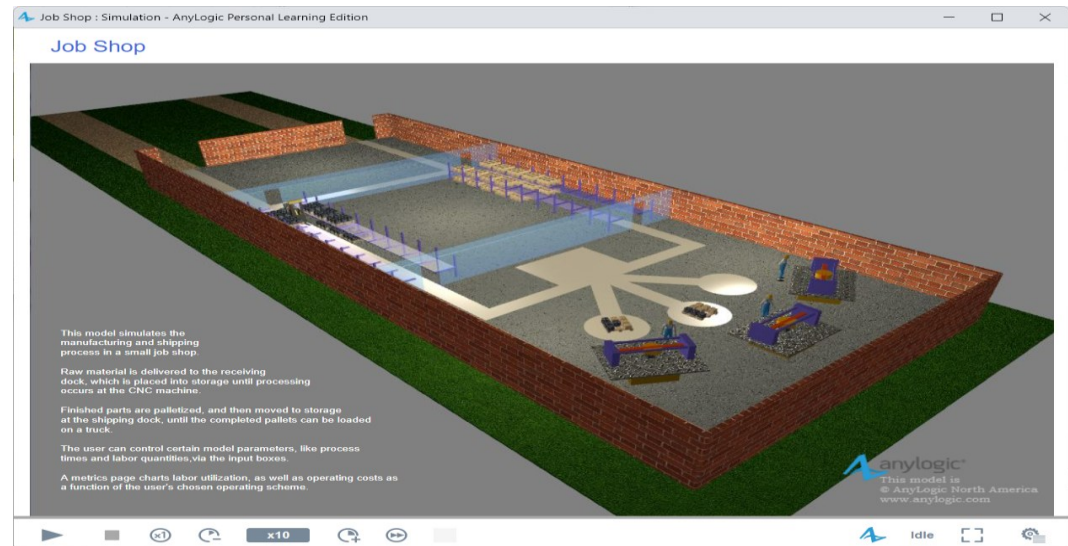 Job Shop : Simulation - AnyLogic Personal Learning Edition
Job Shop
This model simulates the
manufacturing and shipping
process in a small job shop.
Raw material is delivered to the receiving
dock, which is placed into storage until processing
occurs at the CNC machine.
Finished parts are palletized, and then moved to storage
at the shipping dock, until the completed pallets can be loaded
on a truck.
The user can control certain model parameters, like process
times and labor quantities,via the input boxes.
A metrics page charts labor utilization, as well as operating costs as
a function of the user's chosen operating scheme.
anylogic
This model is
© AnyLogic North America
www.anylogic.com
x1
x10
Idle